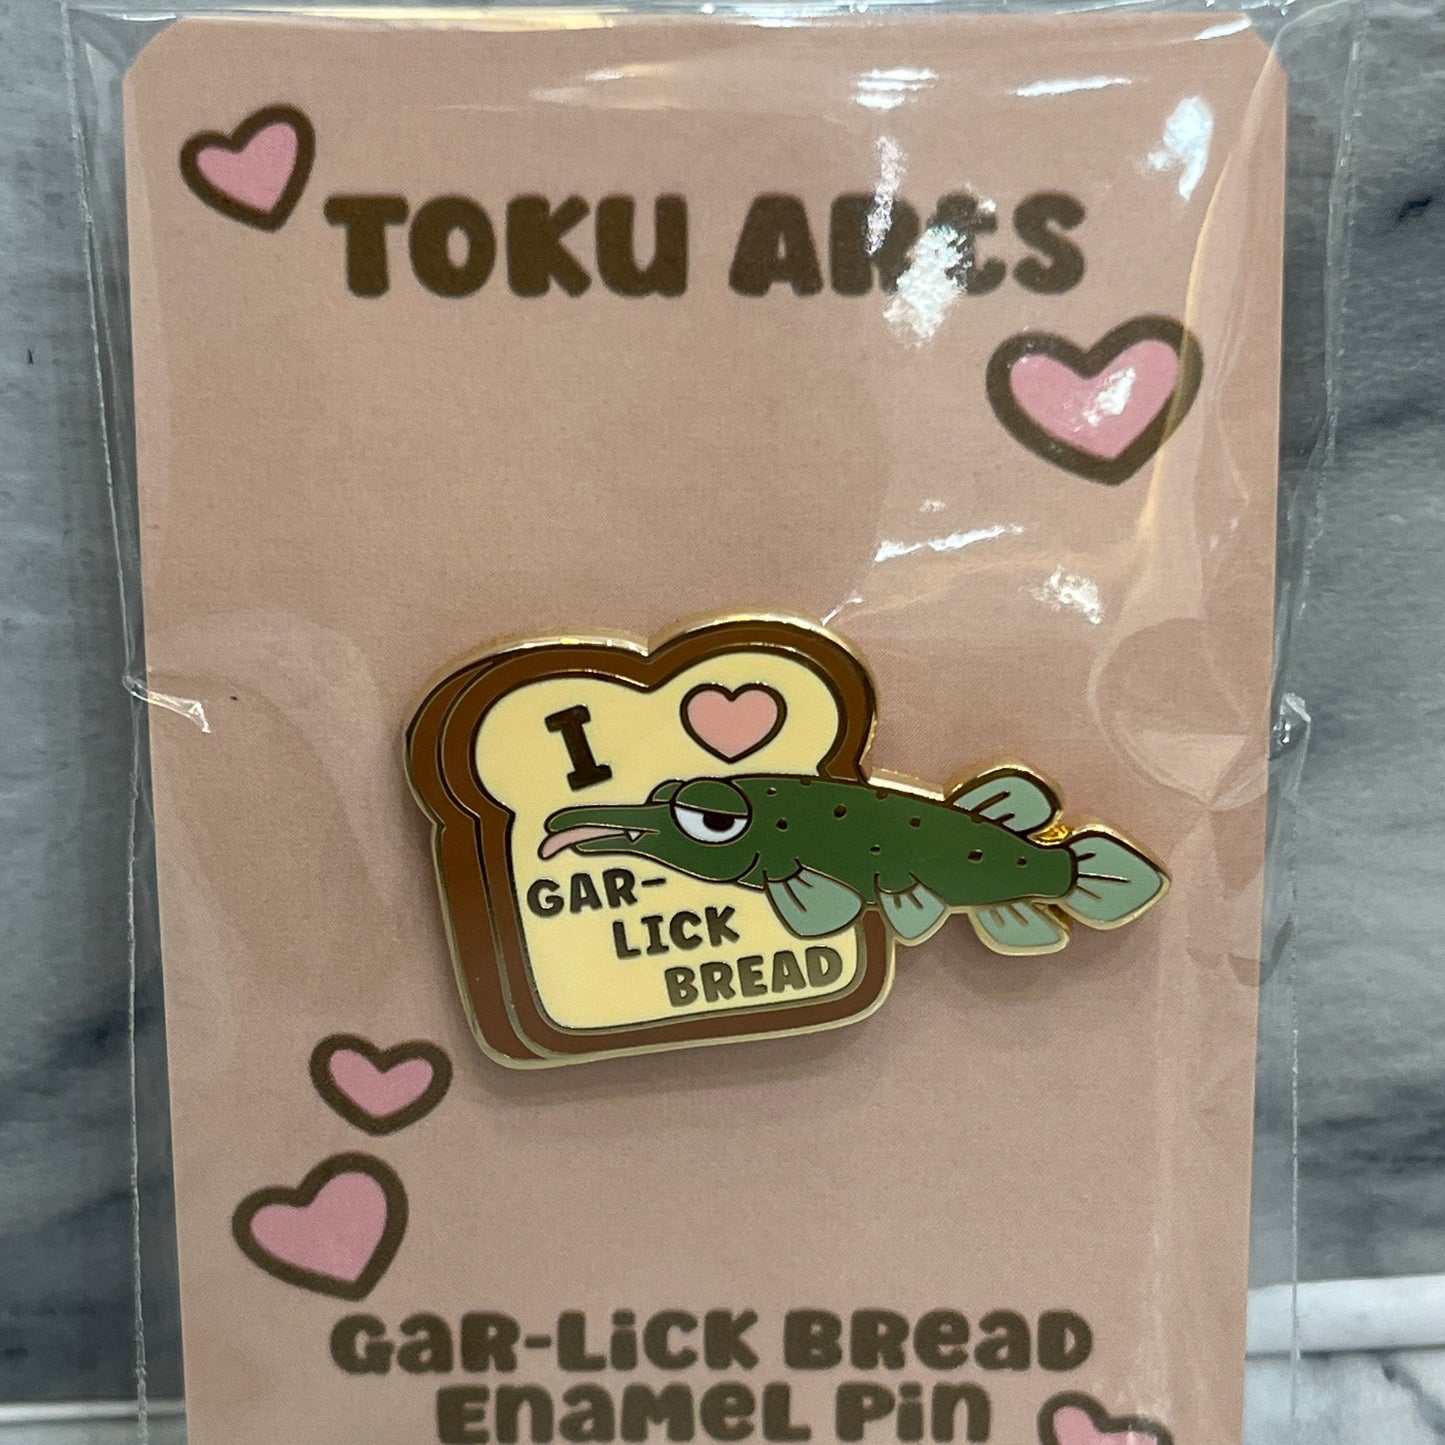 TOKU ARtS
I
GAR-
LICK
BREAD
GaR-LiCK BReaD
EnaMeL Pin